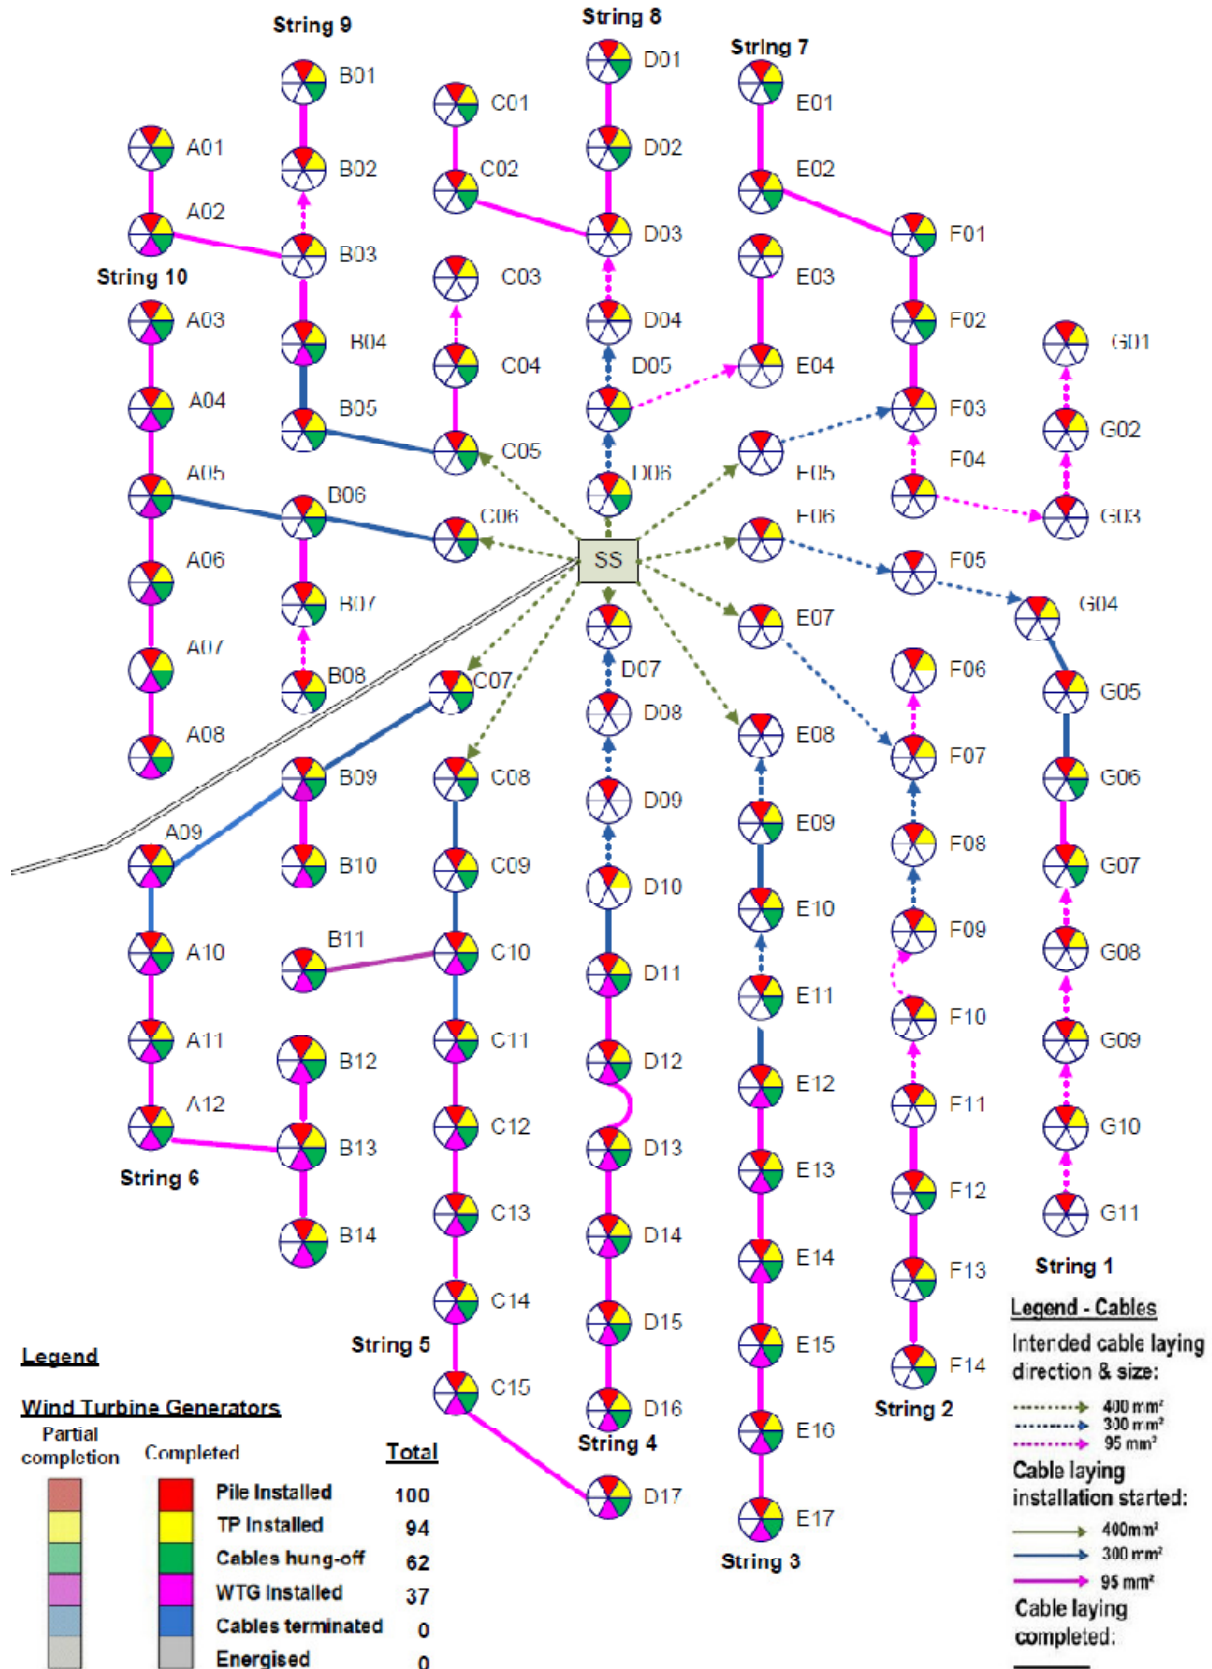 String 8
String 9
String 7
B01
C01
D01
E01
A01
B02
C02
D02
E02
A02
B03
D03
F01
String 10
C03
E03
A03
B04
D04
F02
G01
C04
D05
E04
A04
B05
C05
F03
G02
A05
B06
C06
D06
E05
F04
G03
SS
E06
F05
A06
B07
E07
G04
A07
B08
C07
D07
F06
G05
A08
D08
E08
F07
B09
C08
G06
A09
D09
E09
F08
B10
C09
D10
E10
G07
B11
A10
C10
D11
F09
G08
E11
F10
A11
B12
C11
D12
E12
F11
G09
A12
B13
C12
D13
E13
G10
String 6
B14
C13
D14
E14
F12
G11
String 1
C14
D15
E15
F13
String 5
C15
D16
E16
F14
String 2
String 4
D17
E17
String 3
Legend
Wind Turbine Generators
Partial
completion
Completed
Total
Pile Installed 100
TP Installed 94
Cables hung-off 62
WTG Installed 37
Cables terminated 0
Energised 0
Legend - Cables
Intended cable laying
direction & size:
400 mm²
300 mm²
95 mm²
Cable laying
installation started:
400mm²
300 mm²
95 mm²
Cable laying
completed: